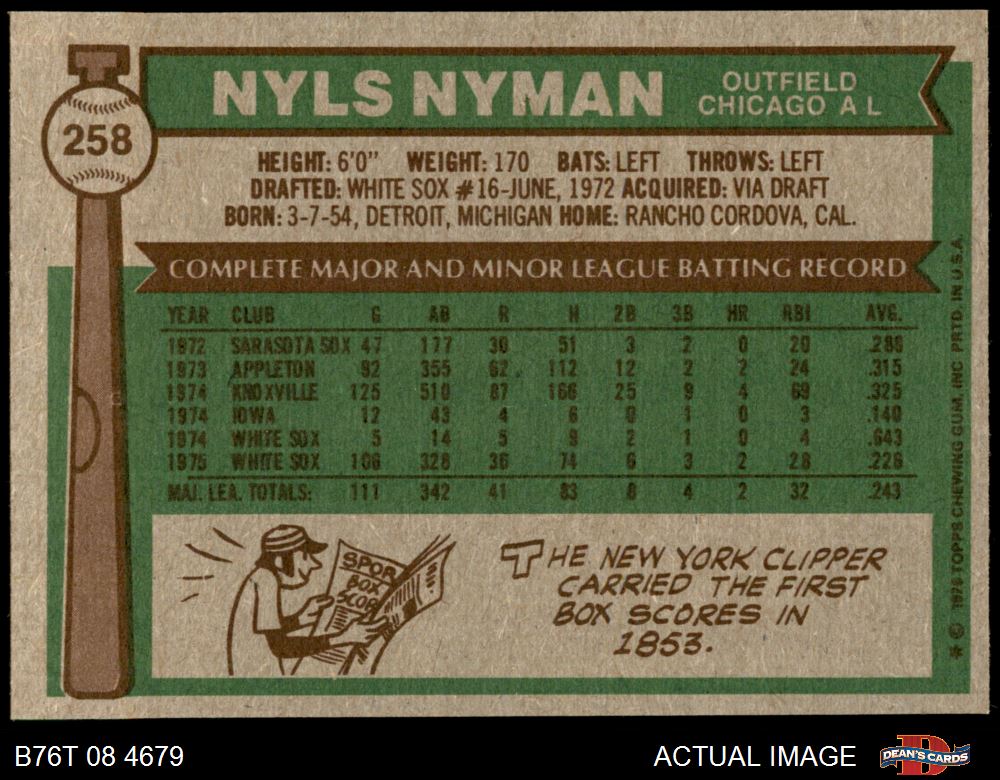 258
NYLS NYMAN
OUTFIELD
CHICAGO A L
HEIGHT: 6'0" WEIGHT: 170 BATS: LEFT THROWS: LEFT
DRAFTED: WHITE SOX #16-JUNE, 1972 ACQUIRED: VIA DRAFT
BORN: 3-7-54, DETROIT, MICHIGAN HOME: RANCHO CORDOVA, CAL.
COMPLETE MAJOR AND MINOR LEAGUE BATTING RECORD
YEAR CLUB G AB R H 2B 3B HR RBI AVG.
1972 SARASOTA SOX 47 177 30 51 3 2 0 20 .288
1973 APPLETON 92 355 62 112 12 2 2 24 .315
1974 KNOXVILLE 125 510 87 166 25 9 4 69 .325
1974 IOWA 12 43 4 6 0 1 0 3 .140
1974 WHITE SOX 5 14 5 9 2 1 0 4 .643
1975 WHITE SOX 106 328 36 74 6 3 2 28 .226
MAJ. LEA. TOTALS: 111 342 41 83 8 4 2 32 .243
SPOR
BOX
SCOR
THE NEW YORK CLIPPER
CARRIED THE FIRST
BOX SCORES IN
1853.
* © 1976 TOPPS CHEWING GUM, INC PRTD. IN U.S.A.
B76T 08 4679
ACTUAL IMAGE
D
DEAN'S CARDS